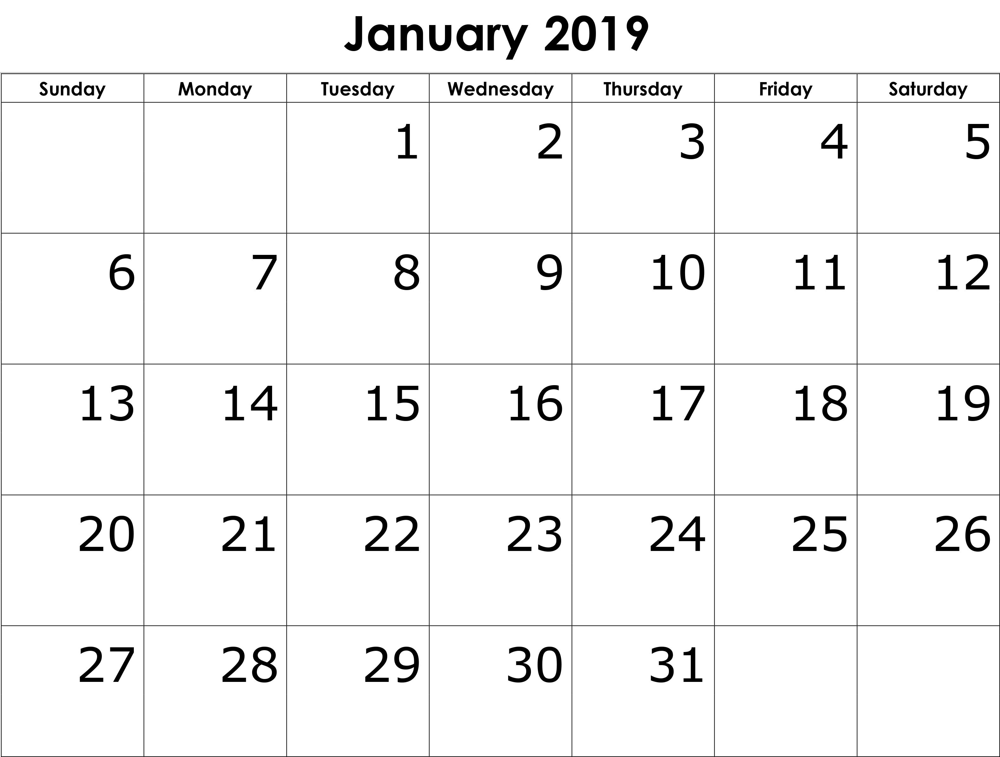 January 2019
Sunday Monday Tuesday Wednesday Thursday Friday Saturday
1 2 3 4 5
6 7 8 9 10 11 12
13 14 15 16 17 18 19
20 21 22 23 24 25 26
27 28 29 30 31